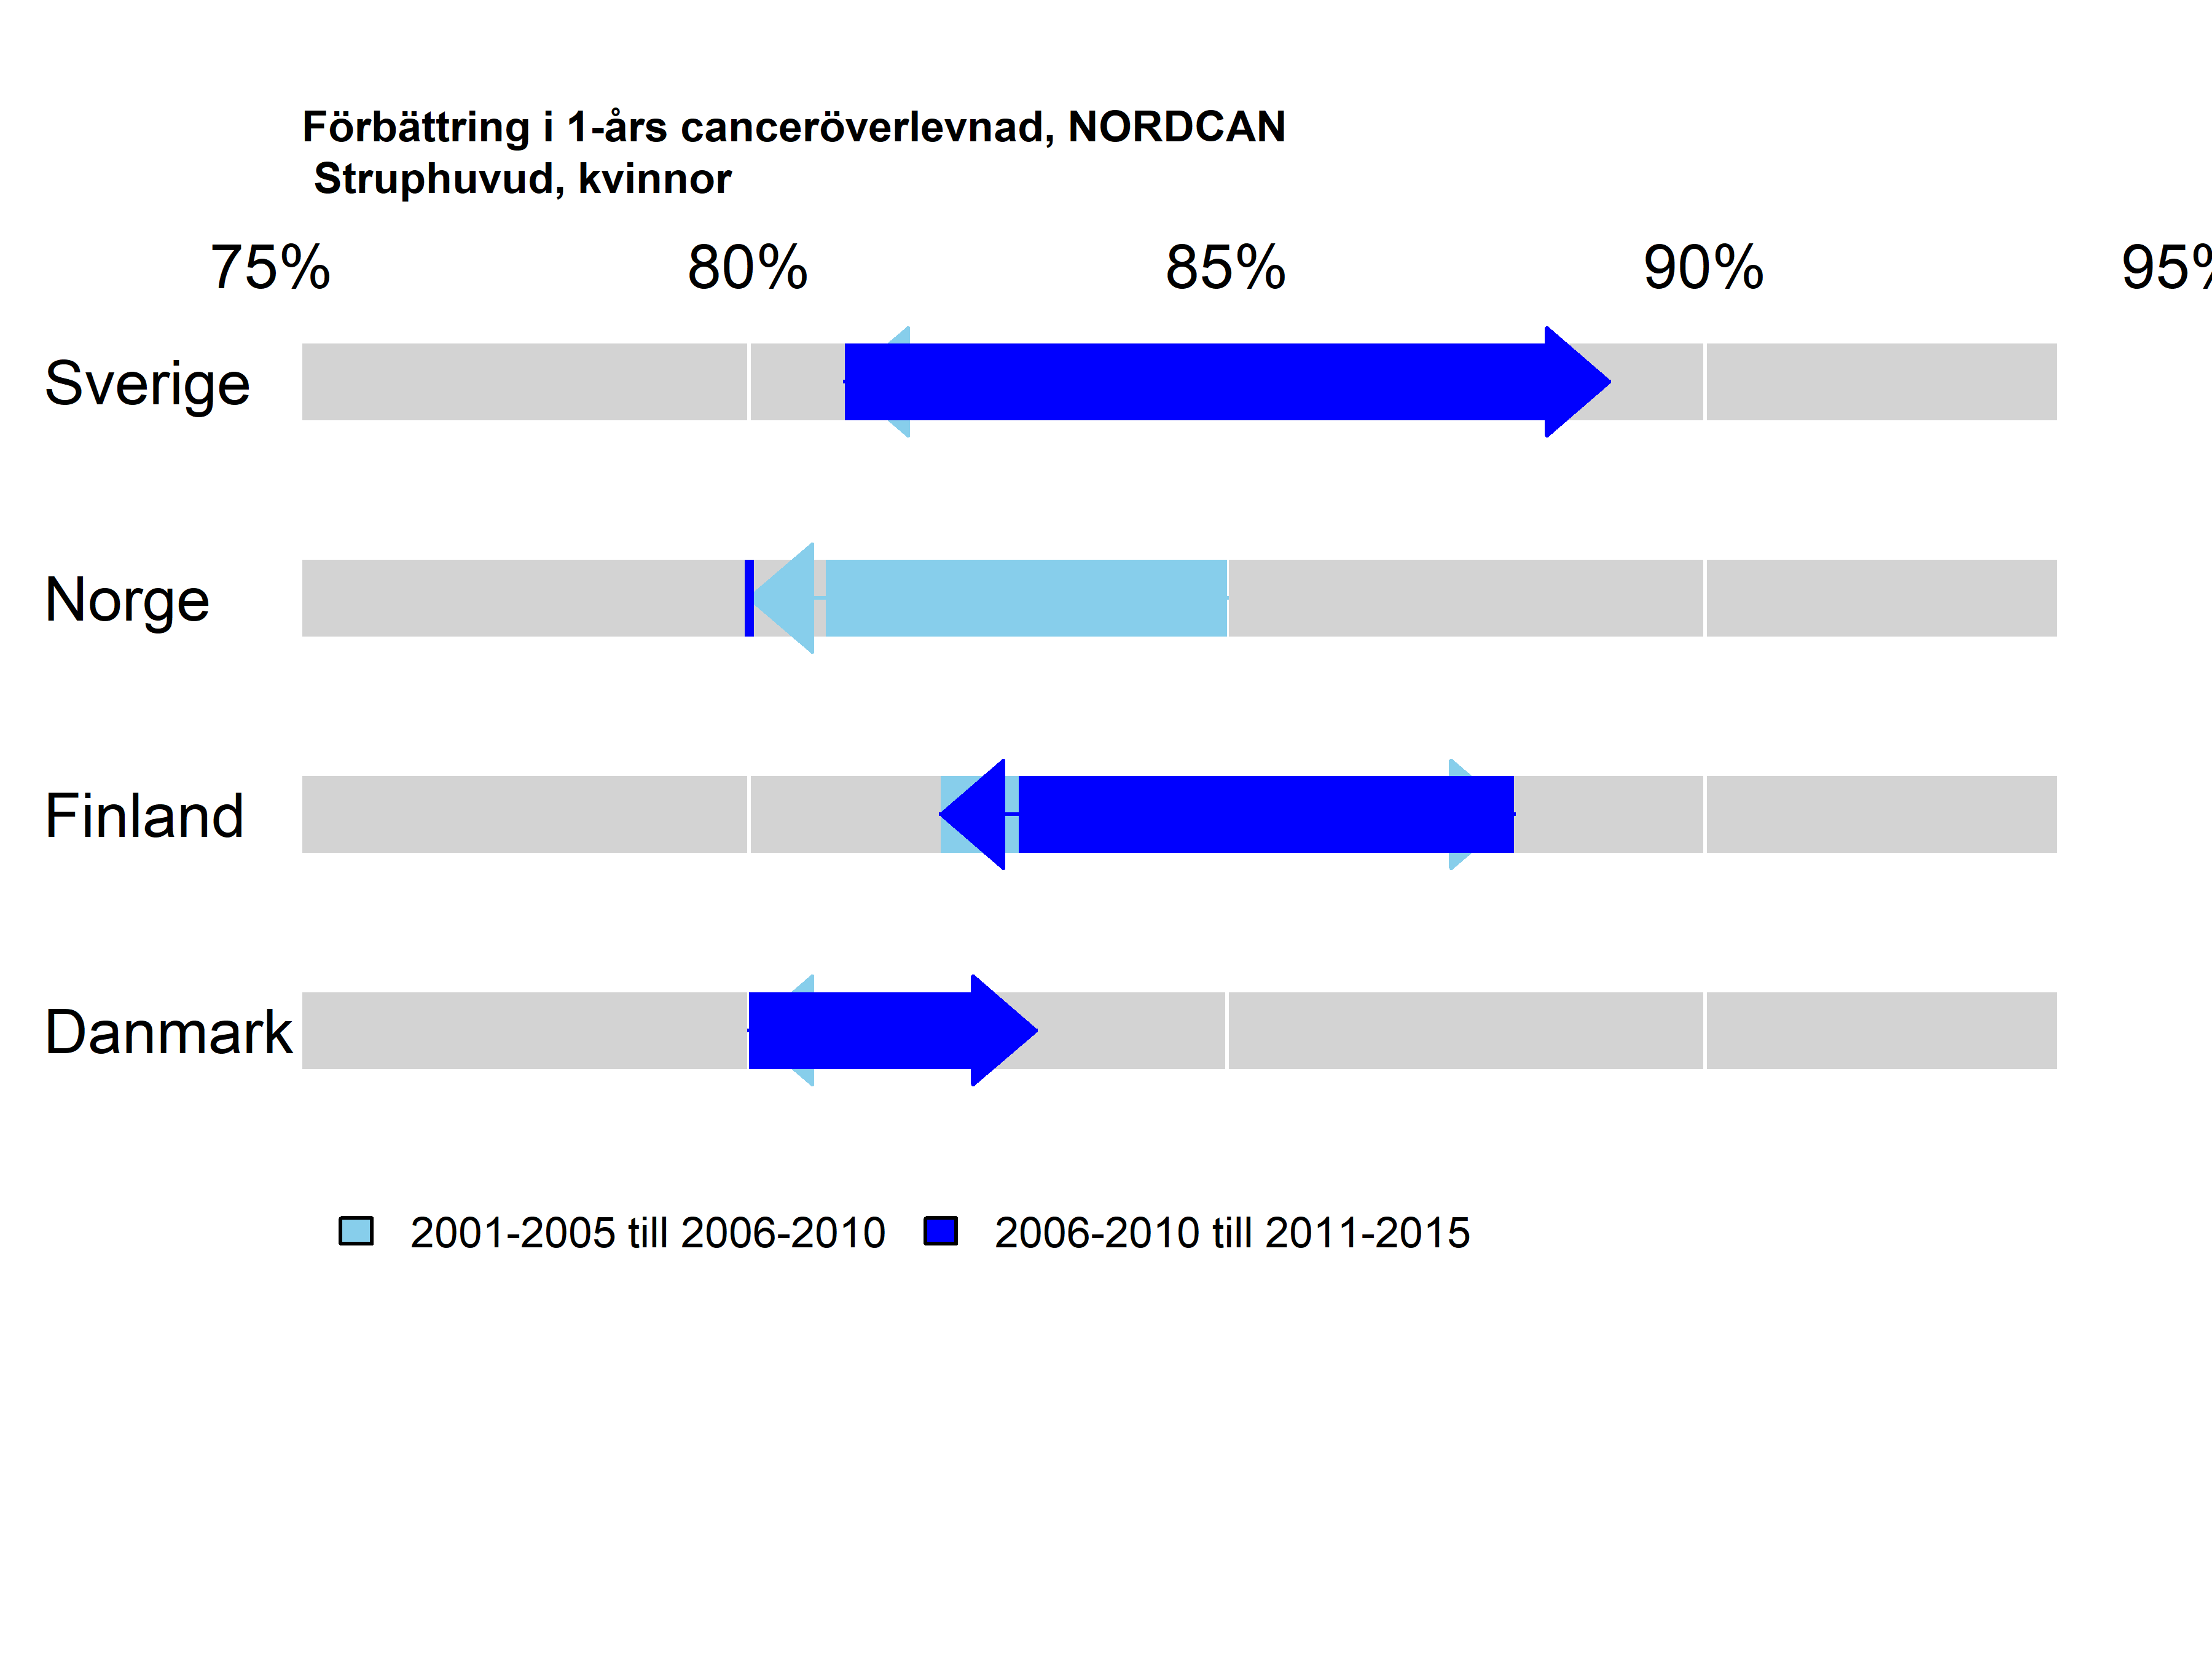 Förbättring i 1-års canceröverlevnad, NORDCAN
Struphuvud, kvinnor
75% 80% 85% 90% 95%
Sverige
Norge
Finland
Danmark
2001-2005 till 2006-2010 2006-2010 till 2011-2015